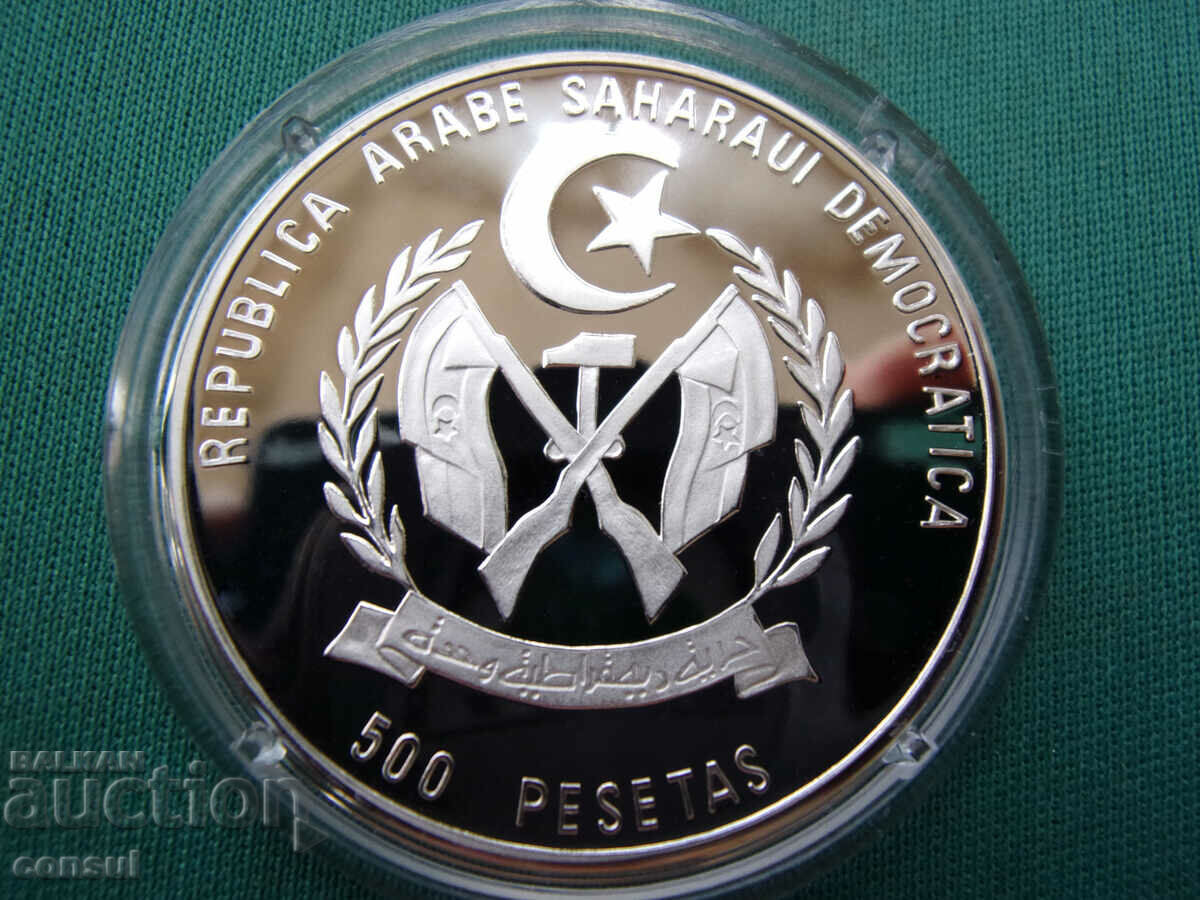 REPUBLICA ARABE SAHARAUI DEMOCRATICA
حرية ديمقراطية وحدة
500 PESETAS
BALKAN
auction
consul